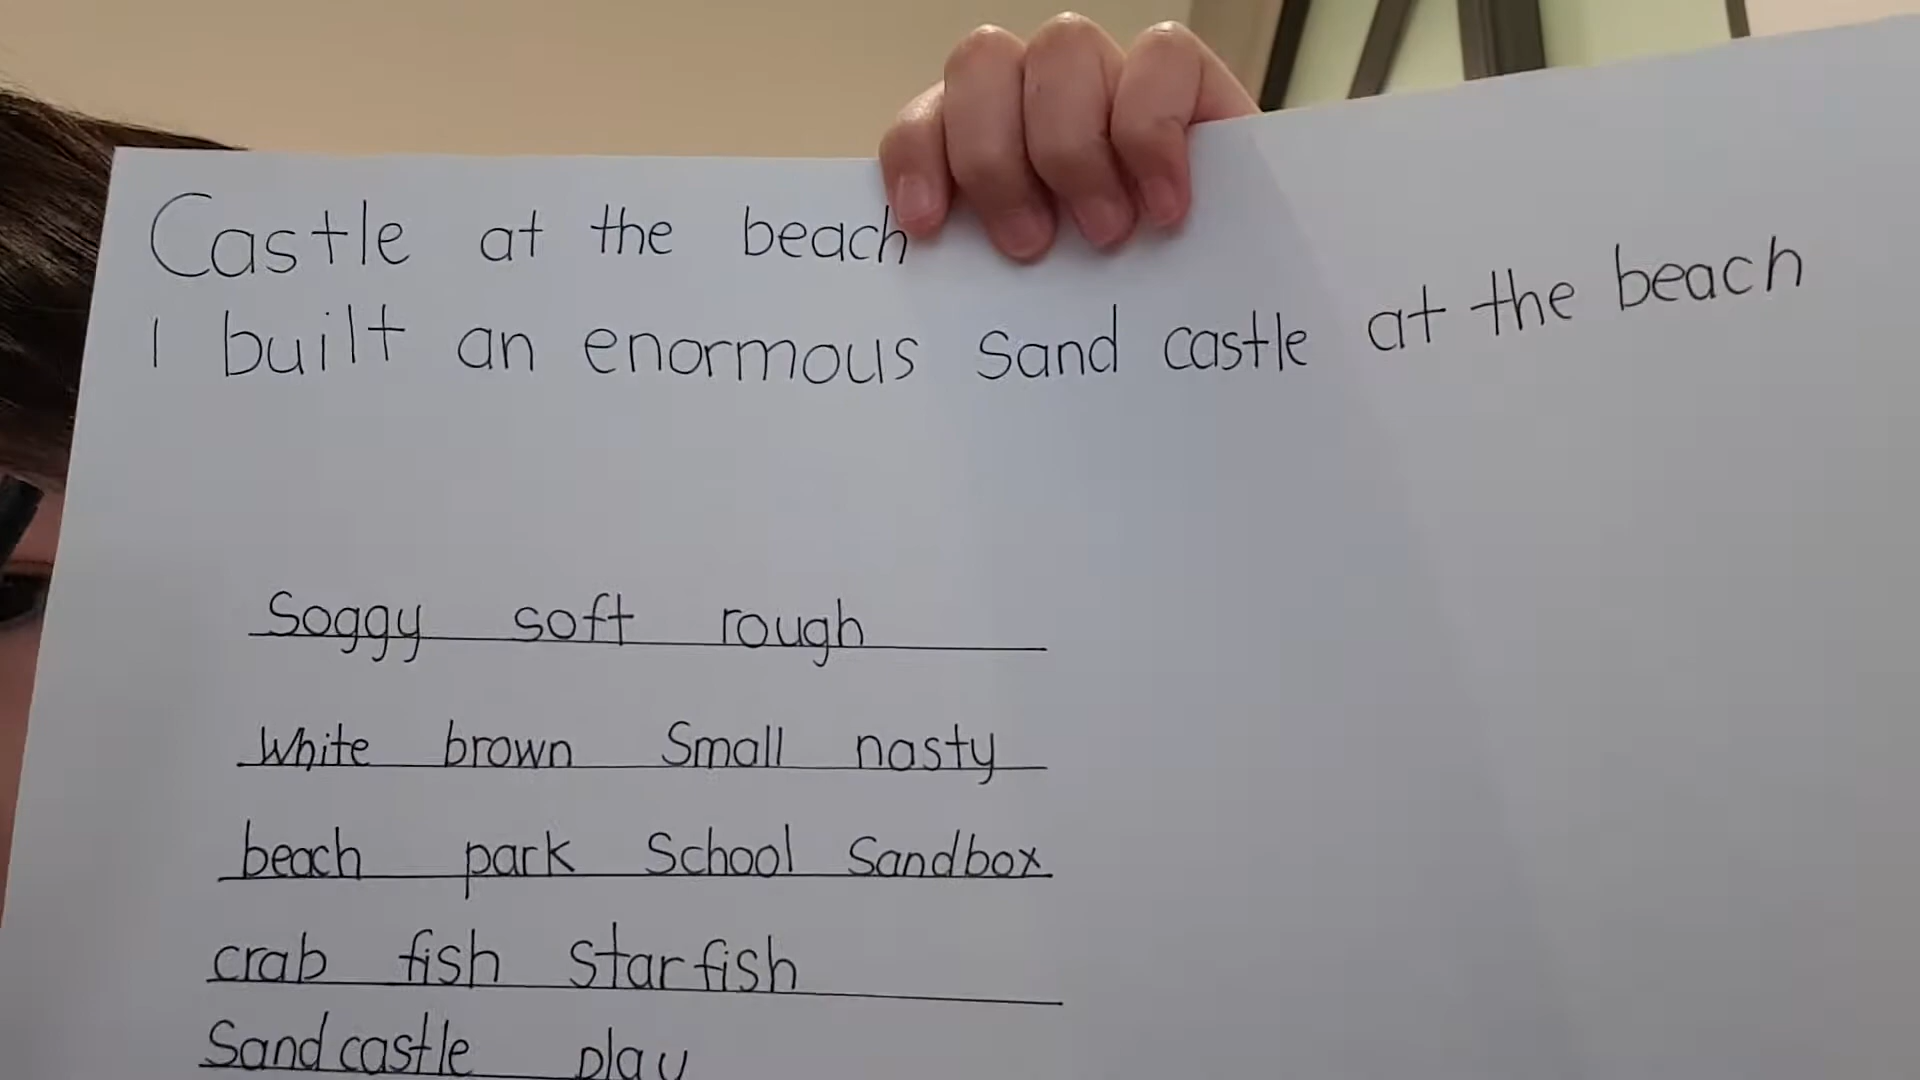 Castle at the beach
I built an enormous sand castle at the beach
Soggy soft rough
White brown Small nasty
beach park School Sandbox
crab fish starfish
Sandcastle play